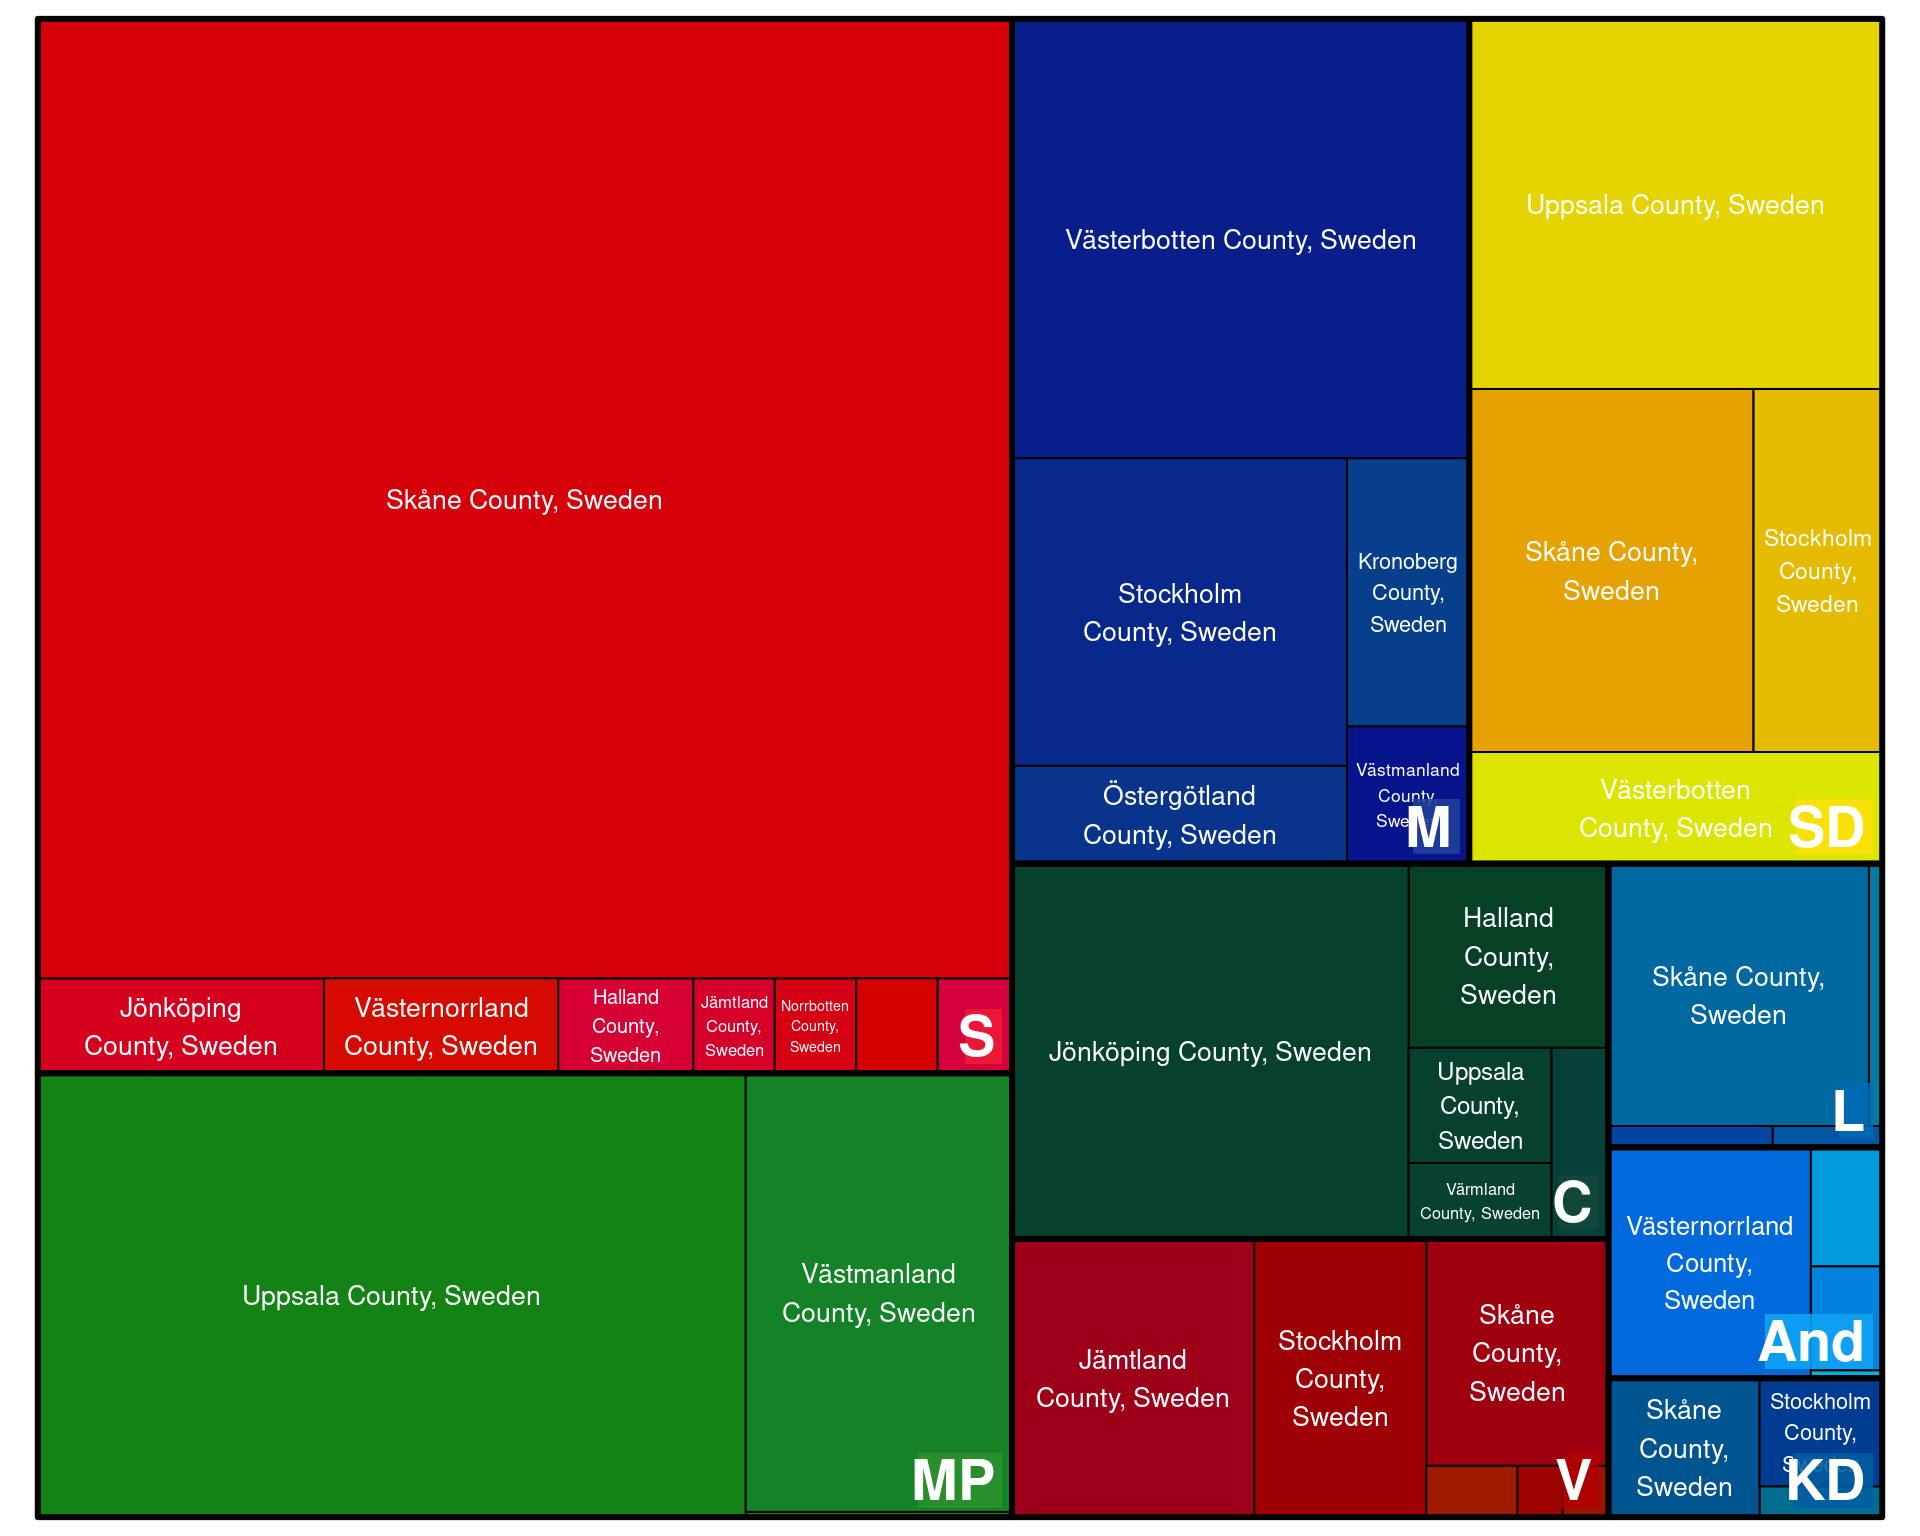 Skåne County, Sweden
Jönköping
County, Sweden
Västernorrland
County, Sweden
Halland
County,
Sweden
Jämtland
County,
Sweden
Norrbotten
County,
Sweden
S
Uppsala County, Sweden
Västmanland
County, Sweden
MP
Västerbotten County, Sweden
Stockholm
County, Sweden
Kronoberg
County,
Sweden
Östergötland
County, Sweden
Västmanland
County,
M
Uppsala County, Sweden
Skåne County,
Sweden
Stockholm
County,
Sweden
Västerbotten
County, Sweden
SD
Jönköping County, Sweden
Halland
County,
Sweden
Uppsala
County,
Sweden
Värmland
County, Sweden
C
Jämtland
County, Sweden
Stockholm
County,
Sweden
Skåne
County,
Sweden
V
Skåne County,
Sweden
L
Västernorrland
County,
Sweden
And
Skåne
County,
Sweden
Stockholm
County,
KD